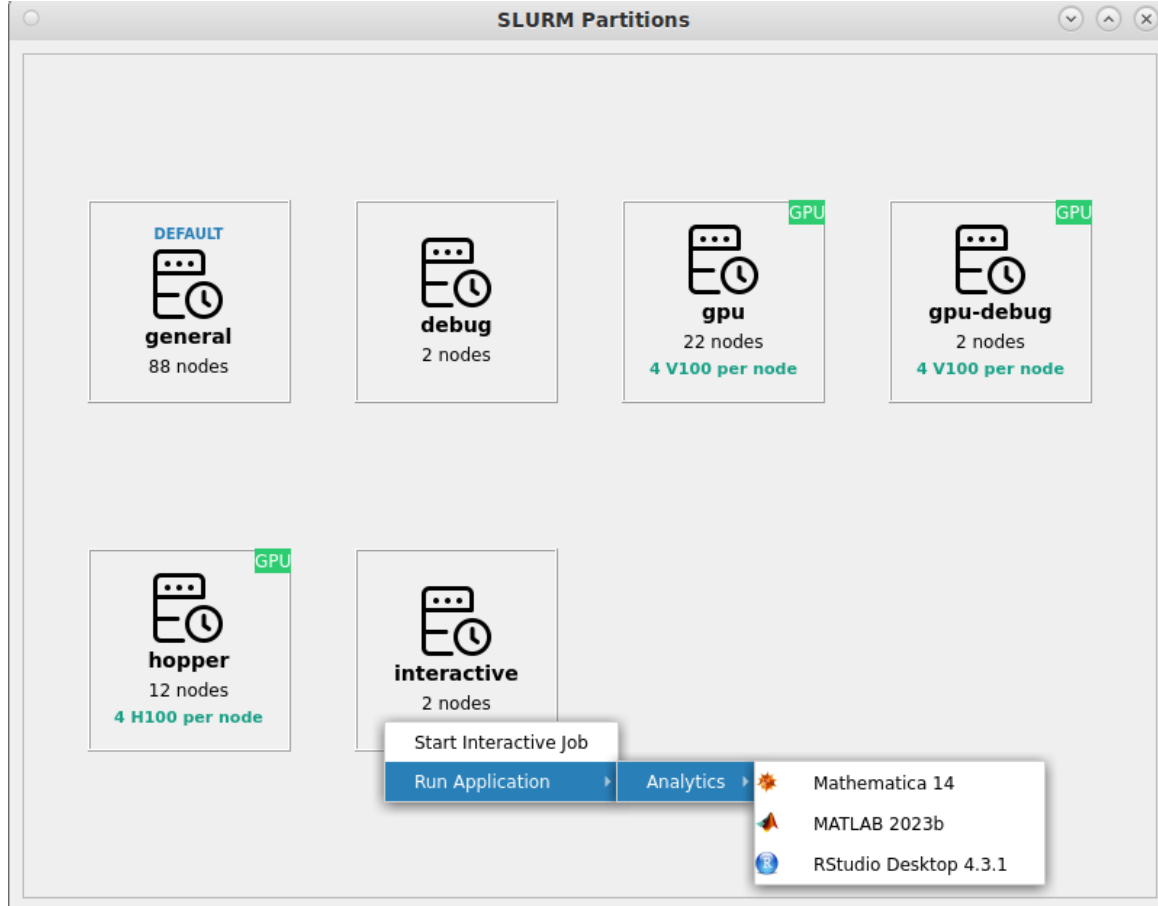 SLURM Partitions
DEFAULT
general
88 nodes
debug
2 nodes
GPU
gpu
22 nodes
4 V100 per node
GPU
gpu-debug
2 nodes
4 V100 per node
GPU
hopper
12 nodes
4 H100 per node
interactive
2 nodes
Start Interactive Job
Run Application
Analytics
Mathematica 14
MATLAB 2023b
RStudio Desktop 4.3.1